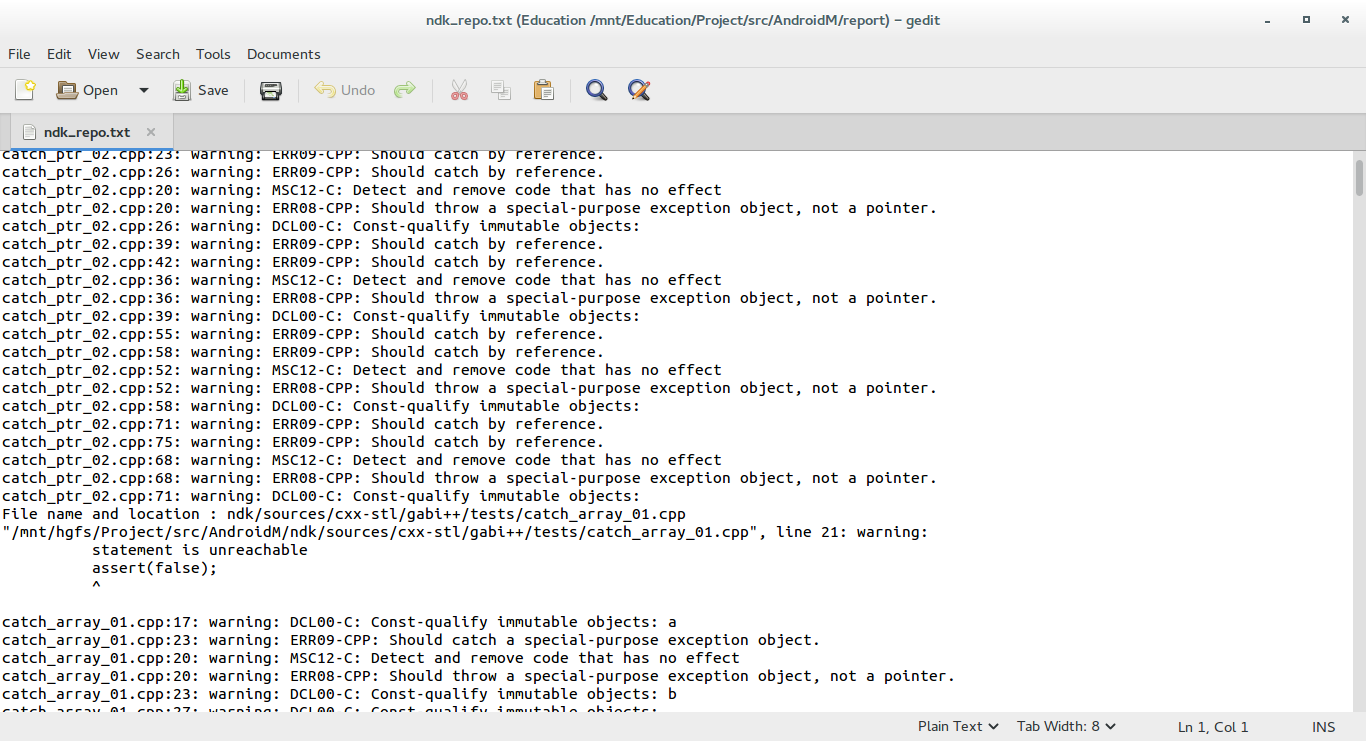 ndk_repo.txt (Education /mnt/Education/Project/src/AndroidM/report) – gedit
File Edit View Search Tools Documents
Open Save Undo
ndk_repo.txt
catch_ptr_02.cpp:23: warning: ERR09-CPP: Should catch by reference.
catch_ptr_02.cpp:26: warning: ERR09-CPP: Should catch by reference.
catch_ptr_02.cpp:20: warning: MSC12-C: Detect and remove code that has no effect
catch_ptr_02.cpp:20: warning: ERR08-CPP: Should throw a special-purpose exception object, not a pointer.
catch_ptr_02.cpp:26: warning: DCL00-C: Const-qualify immutable objects:
catch_ptr_02.cpp:39: warning: ERR09-CPP: Should catch by reference.
catch_ptr_02.cpp:42: warning: ERR09-CPP: Should catch by reference.
catch_ptr_02.cpp:36: warning: MSC12-C: Detect and remove code that has no effect
catch_ptr_02.cpp:36: warning: ERR08-CPP: Should throw a special-purpose exception object, not a pointer.
catch_ptr_02.cpp:39: warning: DCL00-C: Const-qualify immutable objects:
catch_ptr_02.cpp:55: warning: ERR09-CPP: Should catch by reference.
catch_ptr_02.cpp:58: warning: ERR09-CPP: Should catch by reference.
catch_ptr_02.cpp:52: warning: MSC12-C: Detect and remove code that has no effect
catch_ptr_02.cpp:52: warning: ERR08-CPP: Should throw a special-purpose exception object, not a pointer.
catch_ptr_02.cpp:58: warning: DCL00-C: Const-qualify immutable objects:
catch_ptr_02.cpp:71: warning: ERR09-CPP: Should catch by reference.
catch_ptr_02.cpp:75: warning: ERR09-CPP: Should catch by reference.
catch_ptr_02.cpp:68: warning: MSC12-C: Detect and remove code that has no effect
catch_ptr_02.cpp:68: warning: ERR08-CPP: Should throw a special-purpose exception object, not a pointer.
catch_ptr_02.cpp:71: warning: DCL00-C: Const-qualify immutable objects:
File name and location : ndk/sources/cxx-stl/gabi++/tests/catch_array_01.cpp
"/mnt/hgfs/Project/src/AndroidM/ndk/sources/cxx-stl/gabi++/tests/catch_array_01.cpp", line 21: warning:
statement is unreachable
assert(false);
^
catch_array_01.cpp:17: warning: DCL00-C: Const-qualify immutable objects: a
catch_array_01.cpp:23: warning: ERR09-CPP: Should catch a special-purpose exception object.
catch_array_01.cpp:20: warning: MSC12-C: Detect and remove code that has no effect
catch_array_01.cpp:20: warning: ERR08-CPP: Should throw a special-purpose exception object, not a pointer.
catch_array_01.cpp:23: warning: DCL00-C: Const-qualify immutable objects: b
catch_array_01.cpp:27: warning: DCL00-C: Const-qualify immutable objects:
Plain Text Tab Width: 8 Ln 1, Col 1 INS